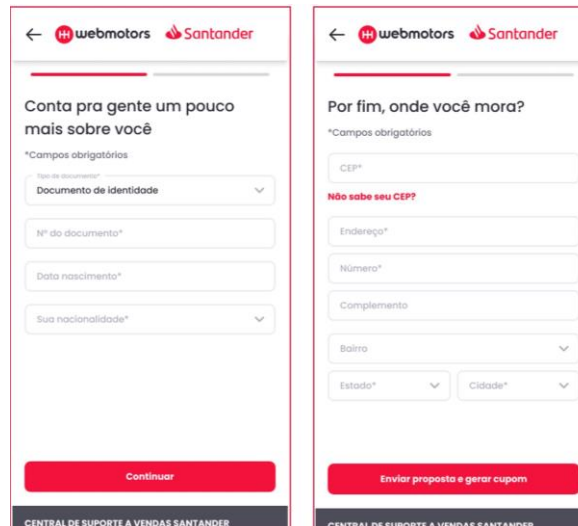 webmotors Santander
Conta pra gente um pouco
mais sobre você
*Campos obrigatórios
Tipo de documento*
Documento de identidade
Nº do documento*
Data nascimento*
Sua nacionalidade*
Continuar
CENTRAL DE SUPORTE A VENDAS SANTANDER
webmotors Santander
Por fim, onde você mora?
*Campos obrigatórios
CEP*
Não sabe seu CEP?
Endereço*
Número*
Complemento
Bairro
Estado* Cidade*
Enviar proposta e gerar cupom
CENTRAL DE SUPORTE A VENDAS SANTANDER